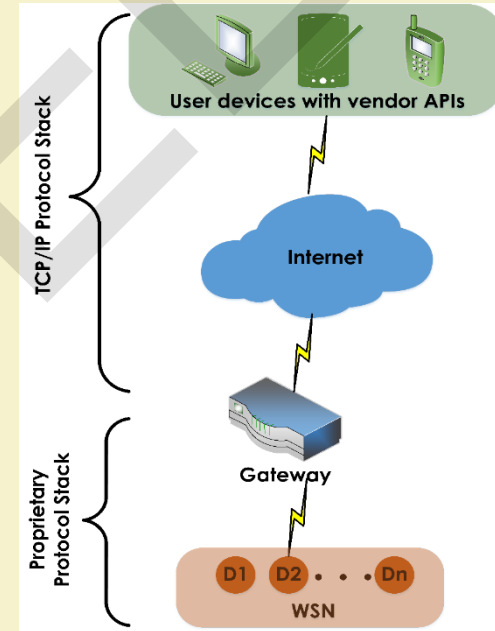 User devices with vendor APIs
TCP/IP Protocol Stack
Internet
Gateway
Proprietary
Protocol Stack
D1 D2 . . . Dn
WSN